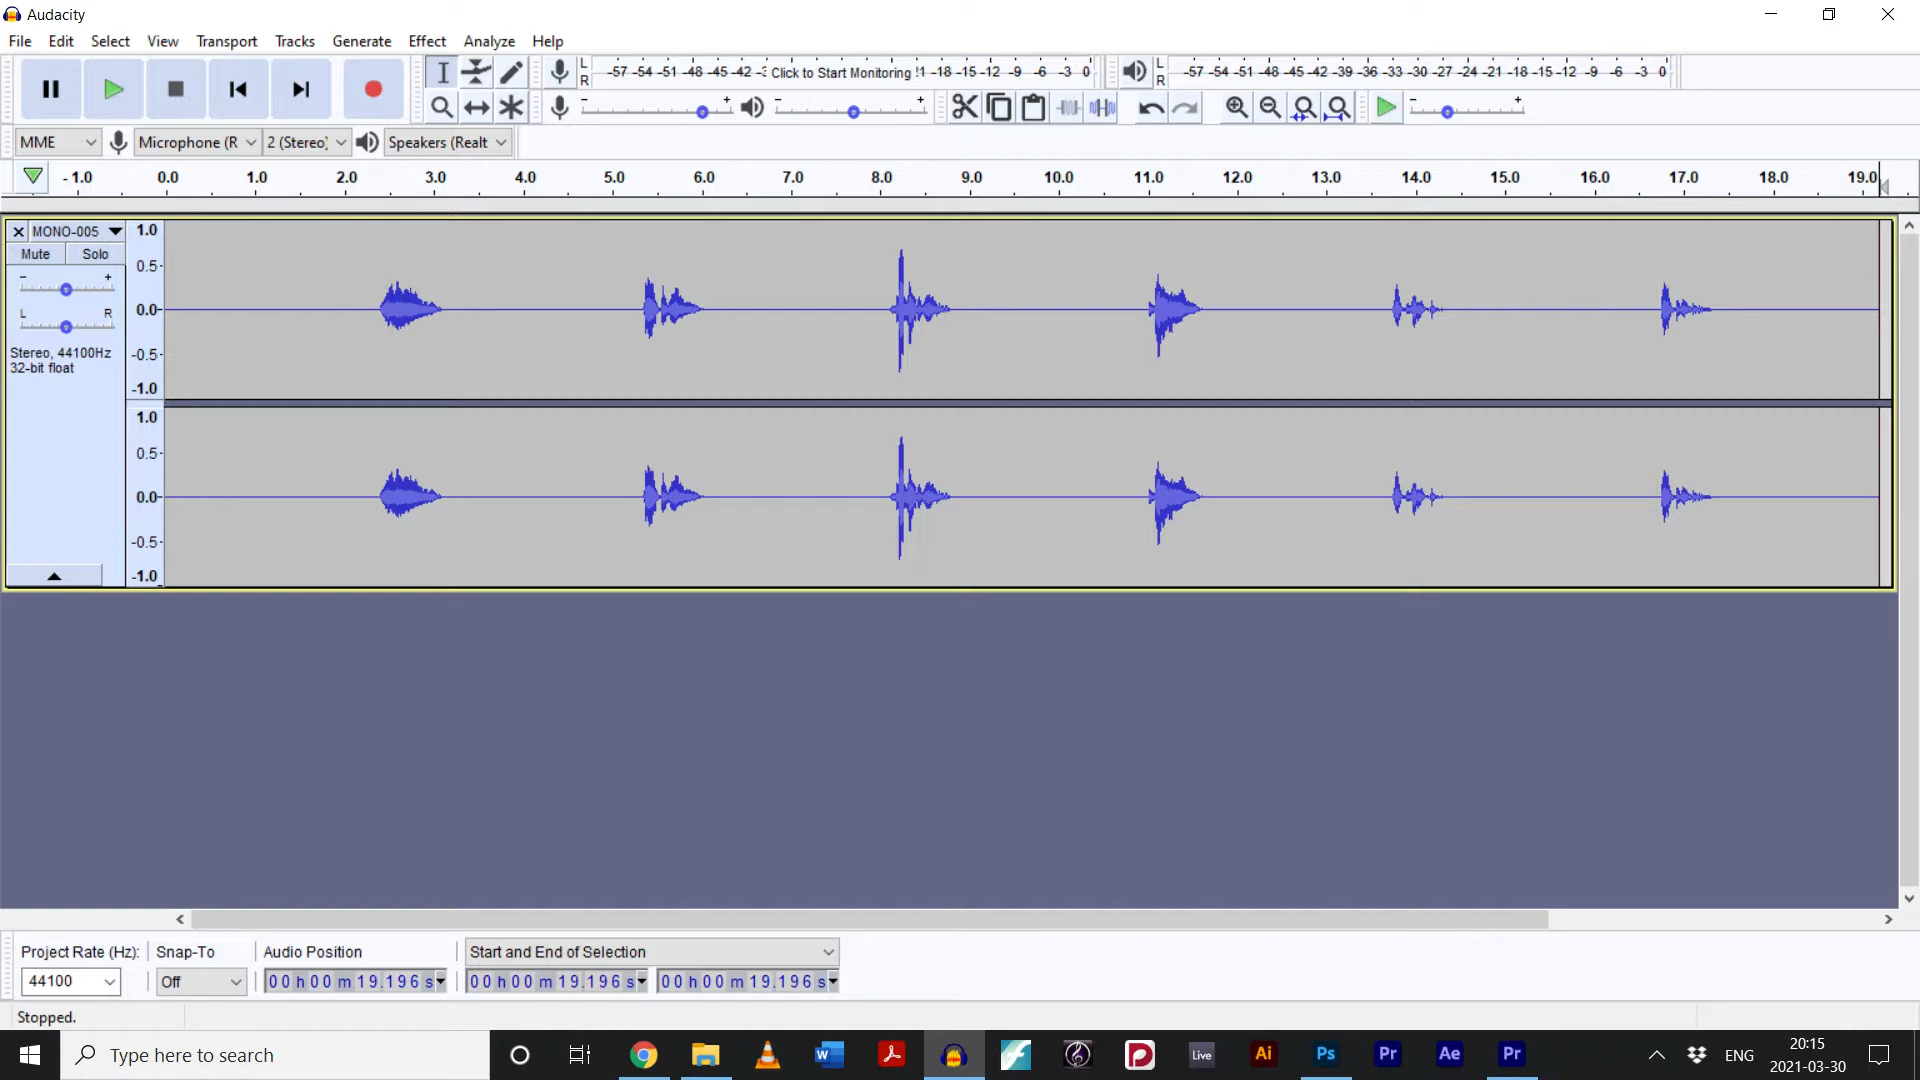 Audacity
File Edit Select View Transport Tracks Generate Effect Analyze Help
L R -57 -54 -51 -48 -45 -42 -3 Click to Start Monitoring !1 -18 -15 -12 -9 -6 -3 0
L R -57 -54 -51 -48 -45 -42 -39 -36 -33 -30 -27 -24 -21 -18 -15 -12 -9 -6 -3 0
- + - + - +
MME Microphone (R 2 (Stereo) Speakers (Realt
-1.0 0.0 1.0 2.0 3.0 4.0 5.0 6.0 7.0 8.0 9.0 10.0 11.0 12.0 13.0 14.0 15.0 16.0 17.0 18.0 19.0
MONO-005
Mute Solo
- +
L R
Stereo, 44100Hz
32-bit float
1.0
0.5
0.0
-0.5
-1.0
1.0
0.5
0.0
-0.5
-1.0
Project Rate (Hz): Snap-To Audio Position Start and End of Selection
44100 Off 00 h 00 m 19.196 s 00 h 00 m 19.196 s 00 h 00 m 19.196 s
Stopped.
Type here to search
W Live Ai Ps Pr Ae Pr
ENG
20:15
2021-03-30